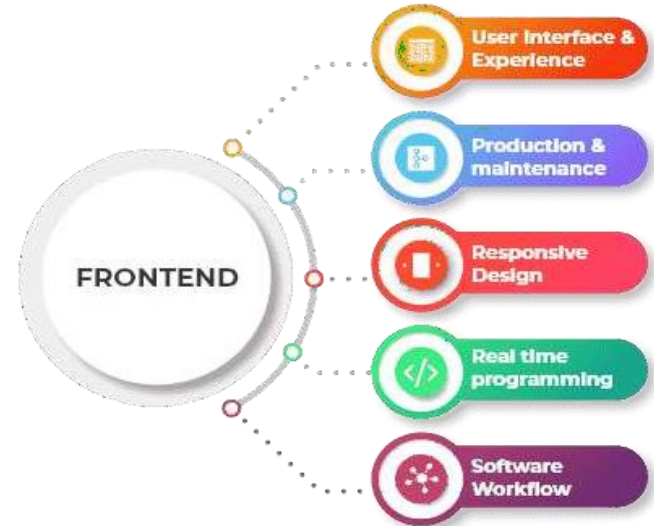 FRONTEND
User Interface &
Experience
Production &
maintenance
Responsive
Design
Real time
programming
Software
Workflow